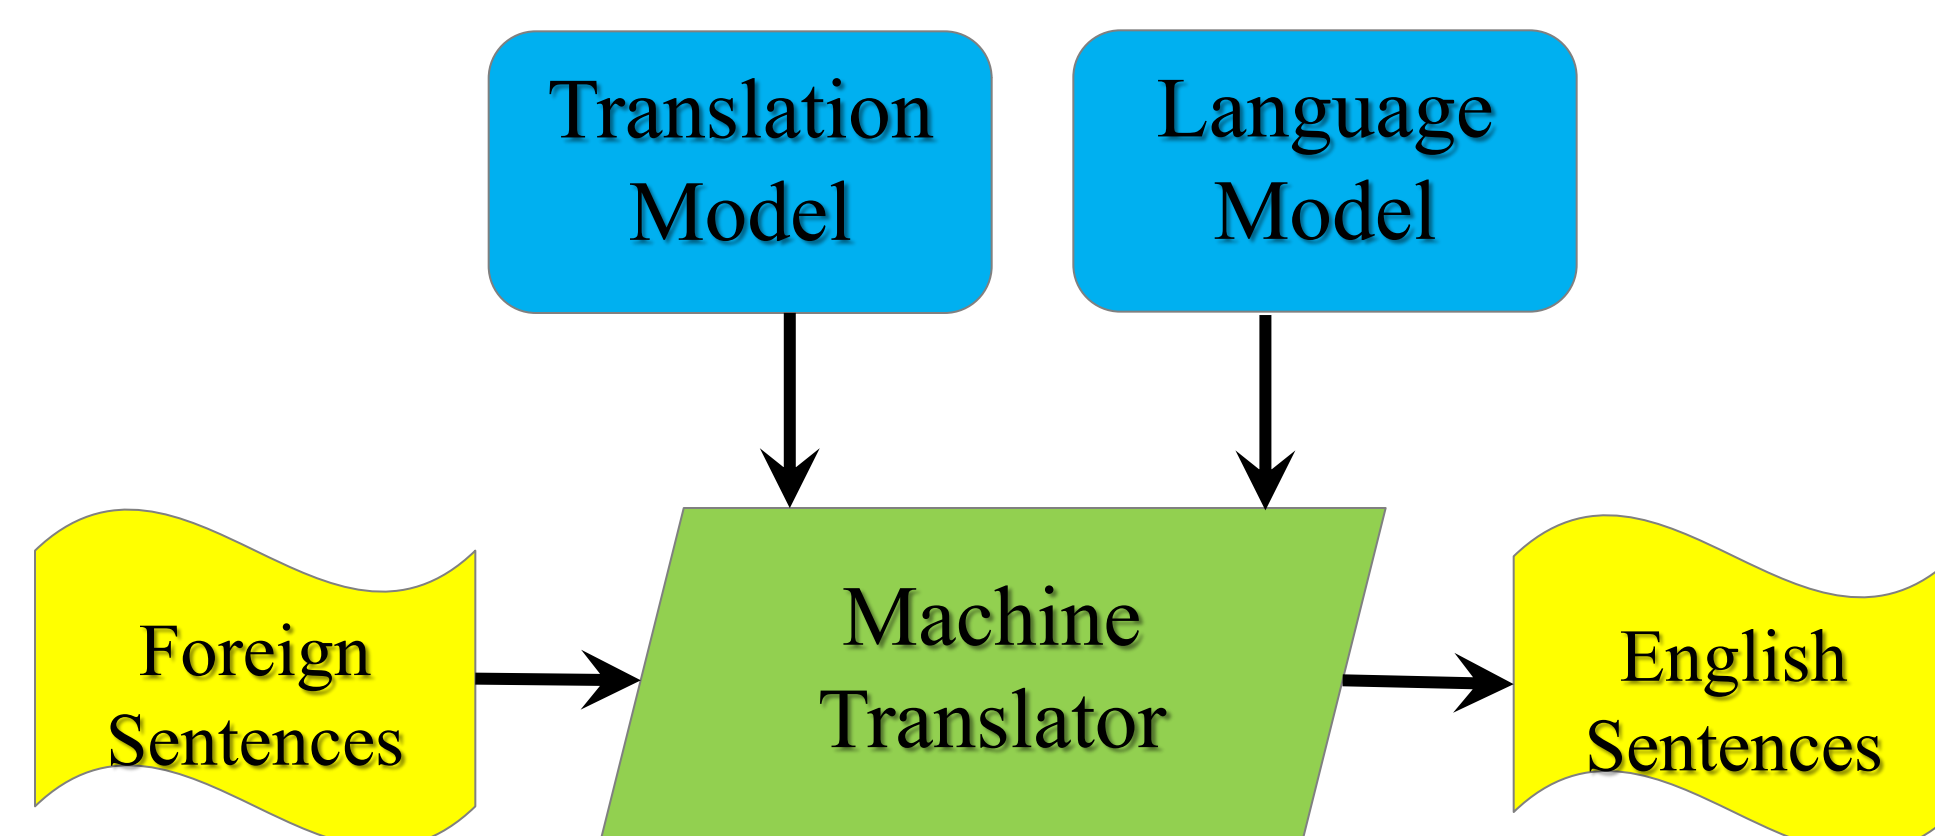 Translation
Model
Language
Model
Foreign
Sentences
Machine
Translator
English
Sentences